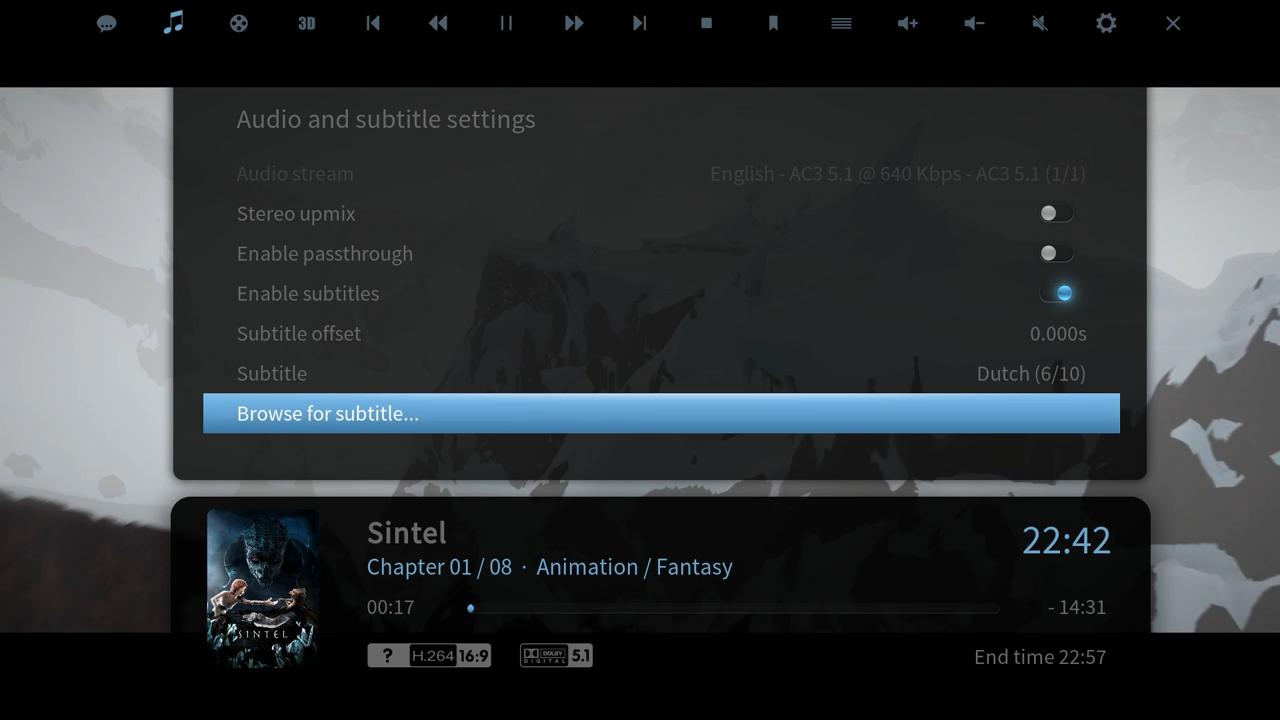 3D
Audio and subtitle settings
Audio stream English - AC3 5.1 @ 640 Kbps - AC3 5.1 (1/1)
Stereo upmix
Enable passthrough
Enable subtitles
Subtitle offset 0.000s
Subtitle Dutch (6/10)
Browse for subtitle...
Sintel
22:42
Chapter 01 / 08 · Animation / Fantasy
00:17 - 14:31
SINTEL
? H.264 16:9 DOLBY DIGITAL 5.1 End time 22:57